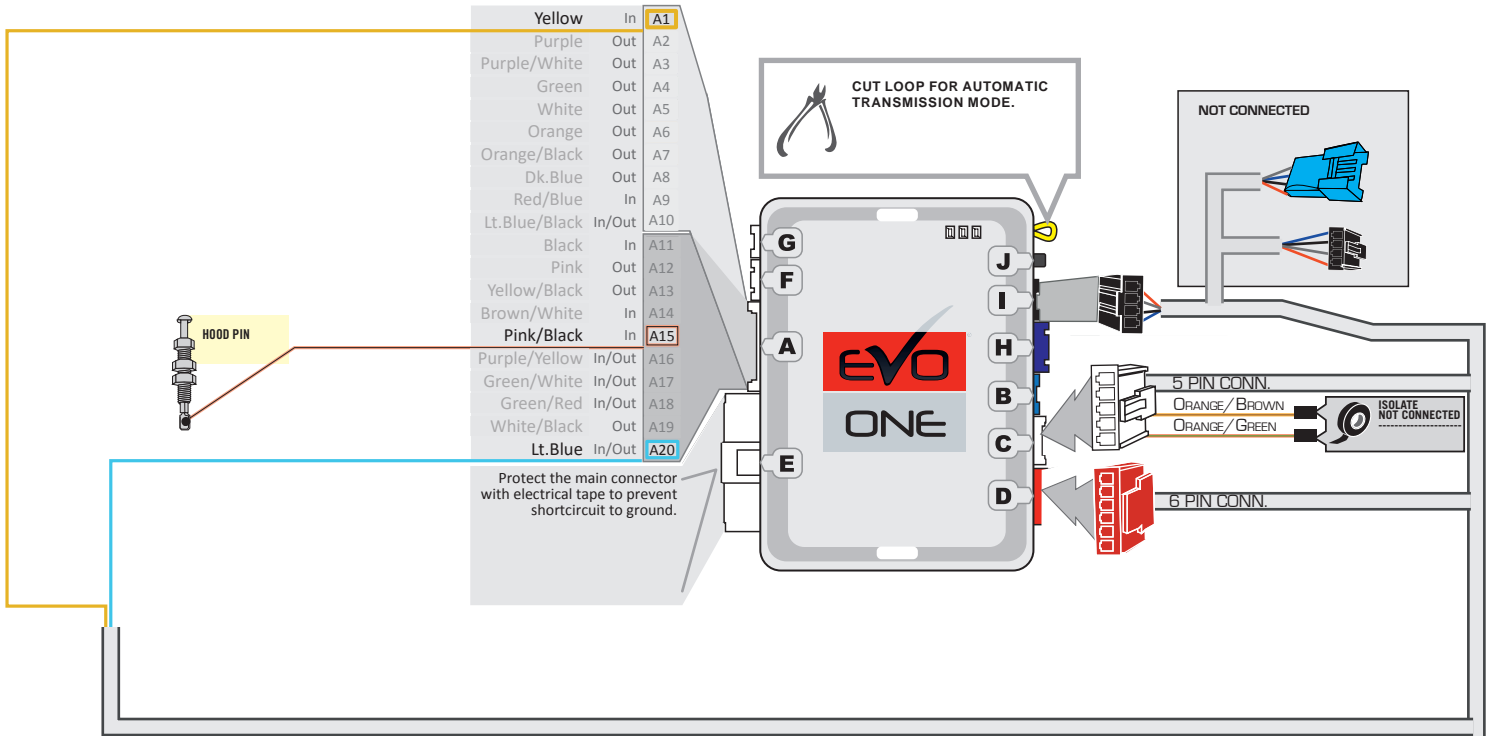 Yellow In A1
Purple Out A2
Purple/White Out A3
Green Out A4
White Out A5
Orange Out A6
Orange/Black Out A7
Dk.Blue Out A8
Red/Blue In A9
Lt.Blue/Black In/Out A10
Black In A11
Pink Out A12
Yellow/Black Out A13
Brown/White In A14
Pink/Black In A15
Purple/Yellow In/Out A16
Green/White In/Out A17
Green/Red In/Out A18
White/Black Out A19
Lt.Blue In/Out A20
Protect the main connector
with electrical tape to prevent
shortcircuit to ground.
HOOD PIN
CUT LOOP FOR AUTOMATIC
TRANSMISSION MODE.
NOT CONNECTED
G
F
A
E
J
I
H
B
C
D
EVO
ONE
5 PIN CONN.
ORANGE/BROWN
ORANGE/GREEN
ISOLATE
NOT CONNECTED
6 PIN CONN.